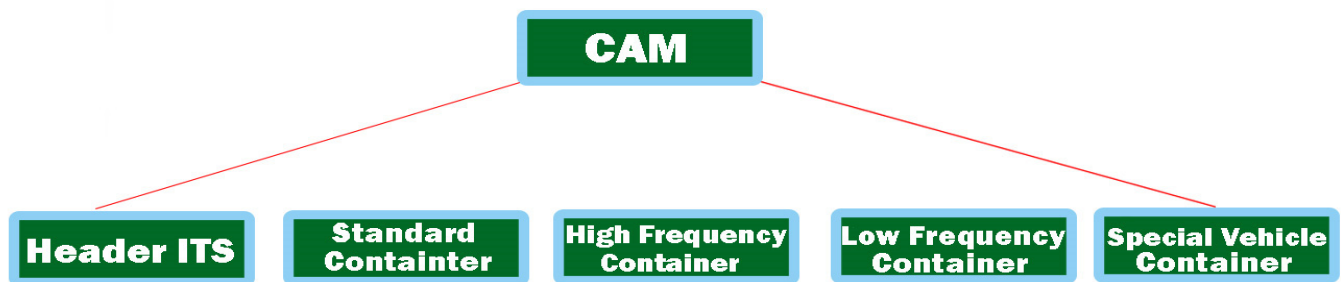 CAM
Header ITS
Standard
Containter
High Frequency
Container
Low Frequency
Container
Special Vehicle
Container